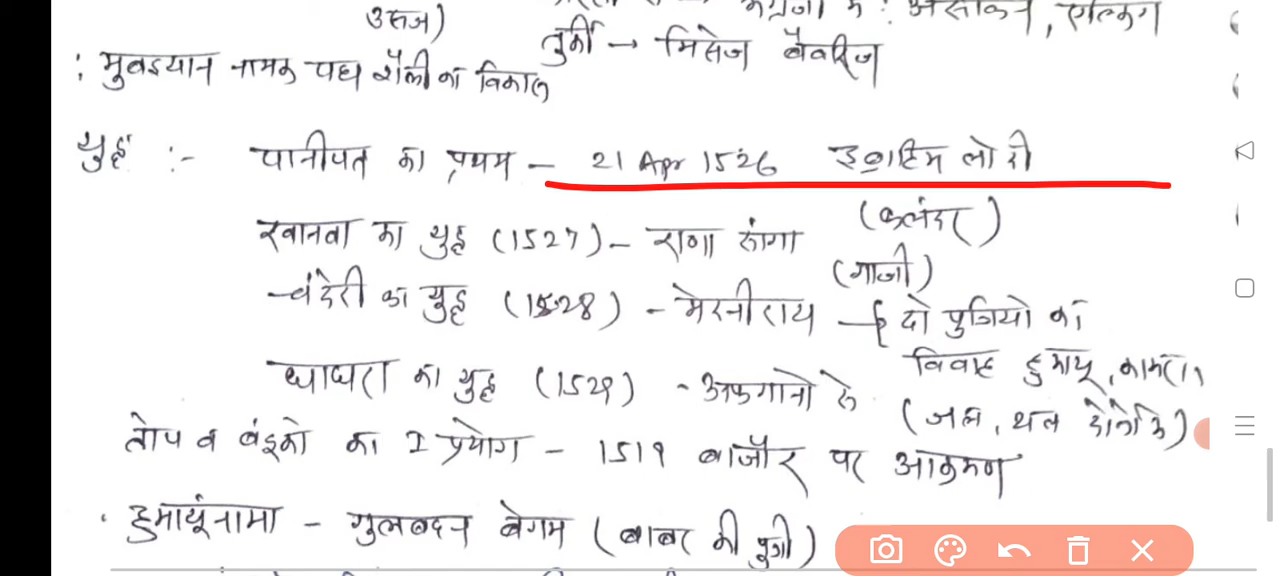 उसज)
तुर्की → मिसेज बैवरीज
: मुबइयान नामक पद्य शैली का विकास
युद्ध :- पानीपत का प्रथम – 21 Apr 1526 इब्राहिम लोदी
खानवा का युद्ध (1527) – राणा सांगा (कलंदर)
(गाजी)
चंदेरी का युद्ध (1528) – मेदनीराय → दो पुत्रियो का
विवाह हुमायू, कामरान
घाघरा का युद्ध (1529) - अफगानो से
(जल, थल दोनो में)
तोप व बंदूको का I प्रयोग – 1519 बाजौर पर आक्रमण
. हुमायूंनामा – गुलबदन बेगम (बाबर की पुत्री)